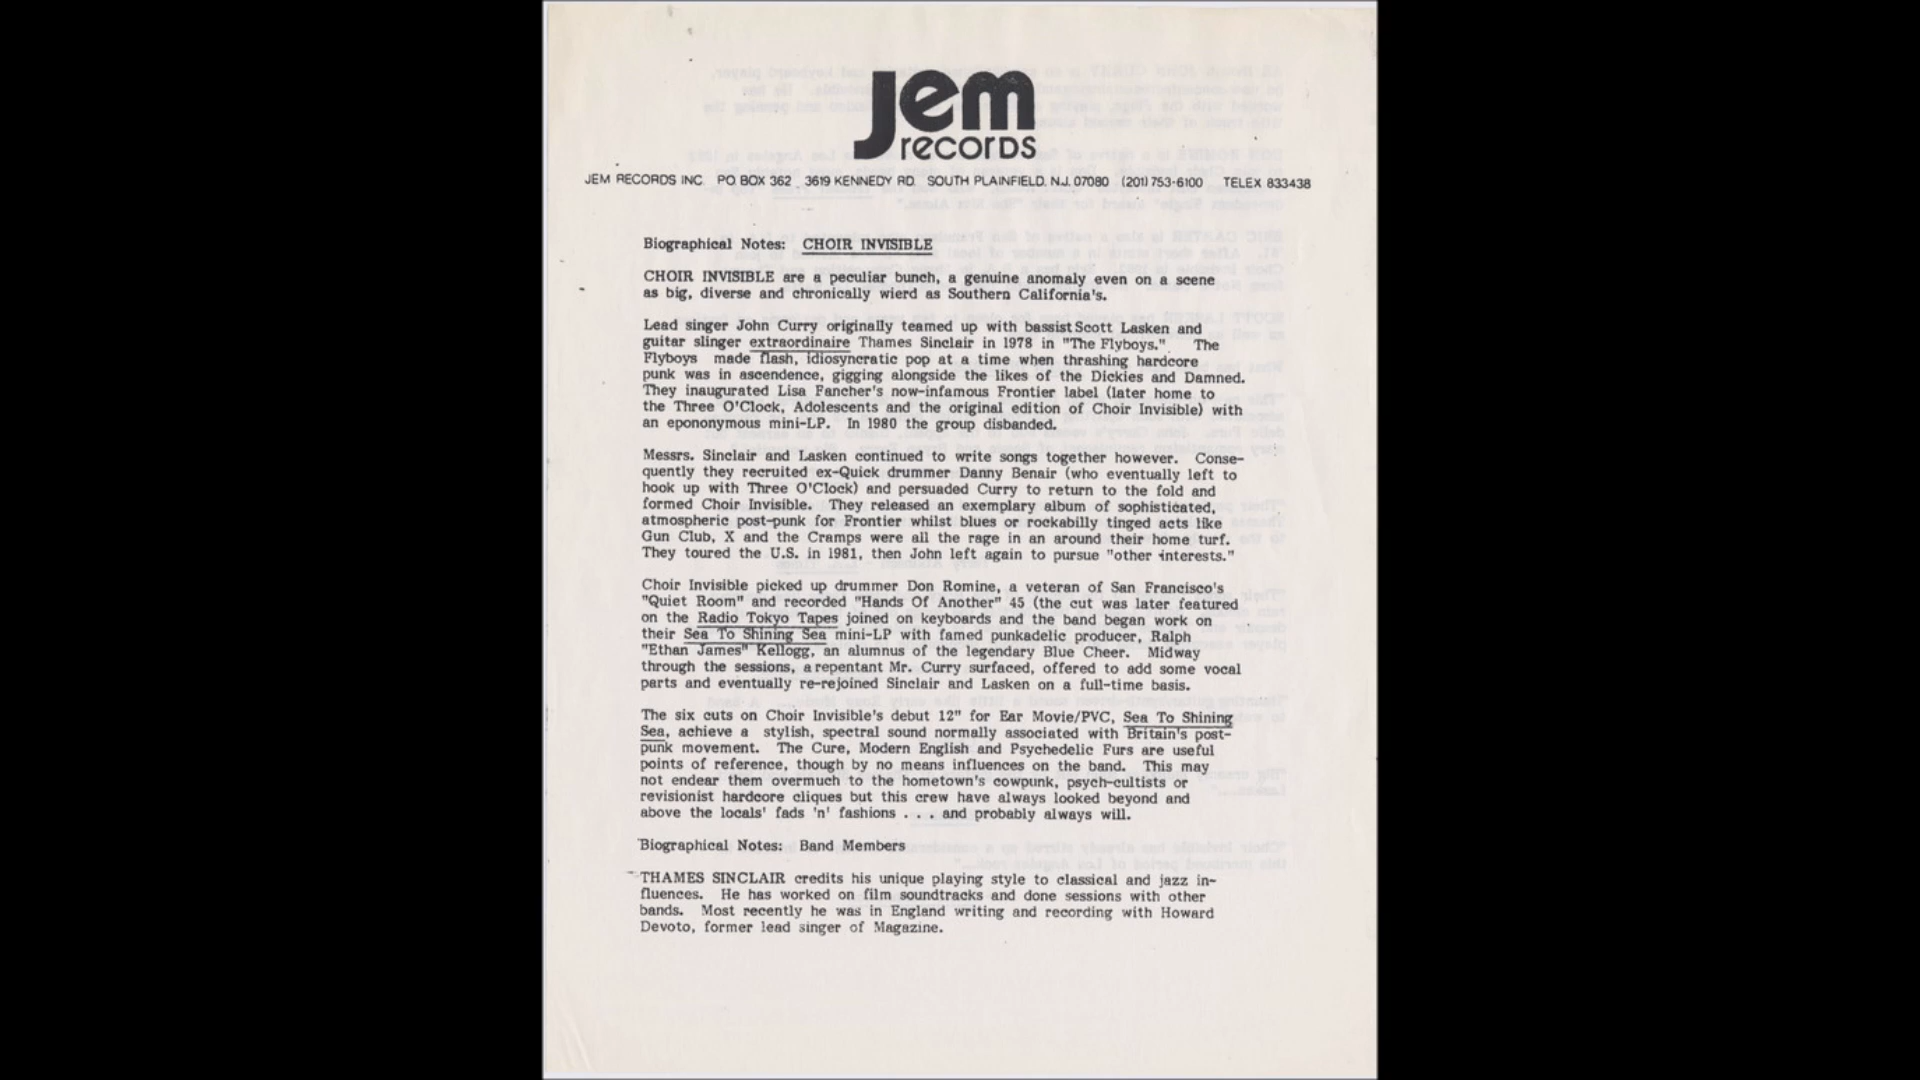 Jem
records
JEM RECORDS INC. P.O. BOX 362 3619 KENNEDY RD. SOUTH PLAINFIELD, N.J. 07080 (201) 753-6100 TELEX 833438
Biographical Notes: CHOIR INVISIBLE
CHOIR INVISIBLE are a peculiar bunch, a genuine anomaly even on a scene
as big, diverse and chronically wierd as Southern California's.
Lead singer John Curry originally teamed up with bassist Scott Lasken and
guitar slinger extraordinaire Thames Sinclair in 1978 in "The Flyboys." The
Flyboys made flash, idiosyncratic pop at a time when thrashing hardcore
punk was in ascendence, gigging alongside the likes of the Dickies and Damned.
They inaugurated Lisa Fancher's now-infamous Frontier label (later home to
the Three O'Clock, Adolescents and the original edition of Choir Invisible) with
an eponomymous mini-LP. In 1980 the group disbanded.
Messrs. Sinclair and Lasken continued to write songs together however. Conse-
quently they recruited ex-Quick drummer Danny Benair (who eventually left to
hook up with Three O'Clock) and persuaded Curry to return to the fold and
formed Choir Invisible. They released an exemplary album of sophisticated,
atmospheric post-punk for Frontier whilst blues or rockabilly tinged acts like
Gun Club, X and the Cramps were all the rage in an around their home turf.
They toured the U.S. in 1981, then John left again to pursue "other interests."
Choir Invisible picked up drummer Don Romine, a veteran of San Francisco's
"Quiet Room" and recorded "Hands Of Another" 45 (the cut was later featured
on the Radio Tokyo Tapes joined on keyboards and the band began work on
their Sea To Shining Sea mini-LP with famed punkadelic producer, Ralph
"Ethan James" Kellogg, an alumnus of the legendary Blue Cheer. Midway
through the sessions, a repentant Mr. Curry surfaced, offered to add some vocal
parts and eventually re-rejoined Sinclair and Lasken on a full-time basis.
The six cuts on Choir Invisible's debut 12" for Ear Movie/PVC, Sea To Shining
Sea, achieve a stylish, spectral sound normally associated with Britain's post-
punk movement. The Cure, Modern English and Psychedelic Furs are useful
points of reference, though by no means influences on the band. This may
not endear them overmuch to the hometown's cowpunk, psych-cultists or
revisionist hardcore cliques but this crew have always looked beyond and
above the locals' fads 'n' fashions . . . and probably always will.
Biographical Notes: Band Members
THAMES SINCLAIR credits his unique playing style to classical and jazz in-
fluences. He has worked on film soundtracks and done sessions with other
bands. Most recently he was in England writing and recording with Howard
Devoto, former lead singer of Magazine.